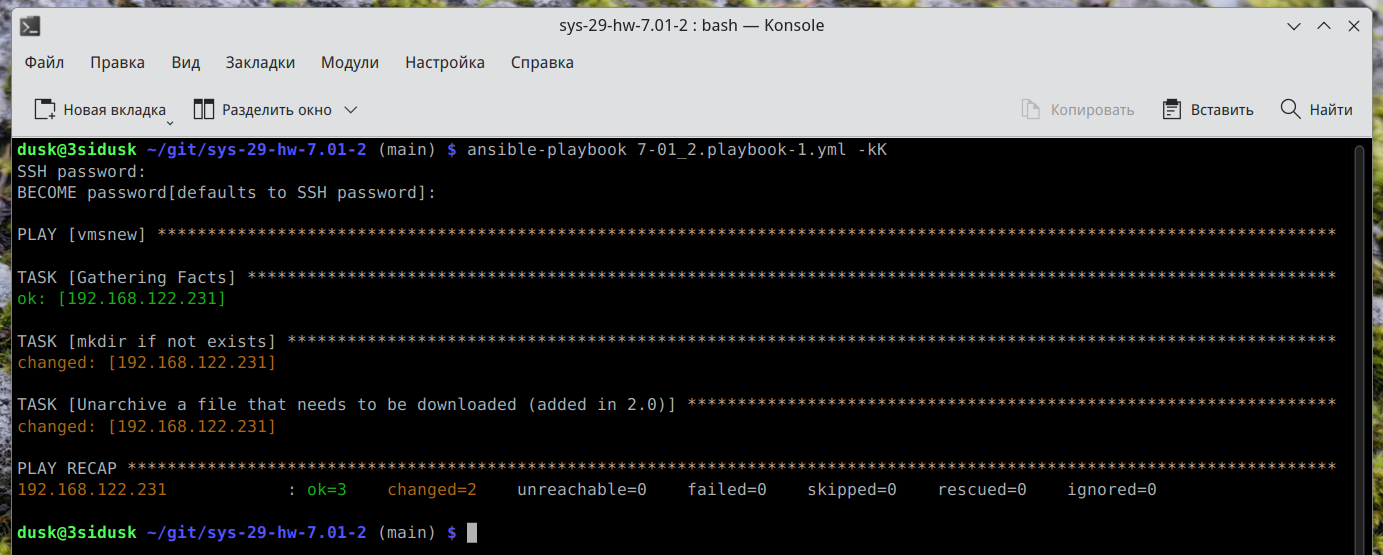 sys-29-hw-7.01-2 : bash — Konsole
Файл Правка Вид Закладки Модули Настройка Справка
Новая вкладка Разделить окно Копировать Вставить Найти
dusk@3sidusk ~/git/sys-29-hw-7.01-2 (main) $ ansible-playbook 7-01_2.playbook-1.yml -kK
SSH password:
BECOME password[defaults to SSH password]:
PLAY [vmsnew] **********************************************************************************************************************
TASK [Gathering Facts] *************************************************************************************************************
ok: [192.168.122.231]
TASK [mkdir if not exists] *********************************************************************************************************
changed: [192.168.122.231]
TASK [Unarchive a file that needs to be downloaded (added in 2.0)] *****************************************************************
changed: [192.168.122.231]
PLAY RECAP *************************************************************************************************************************
192.168.122.231            : ok=3    changed=2    unreachable=0    failed=0    skipped=0    rescued=0    ignored=0
dusk@3sidusk ~/git/sys-29-hw-7.01-2 (main) $